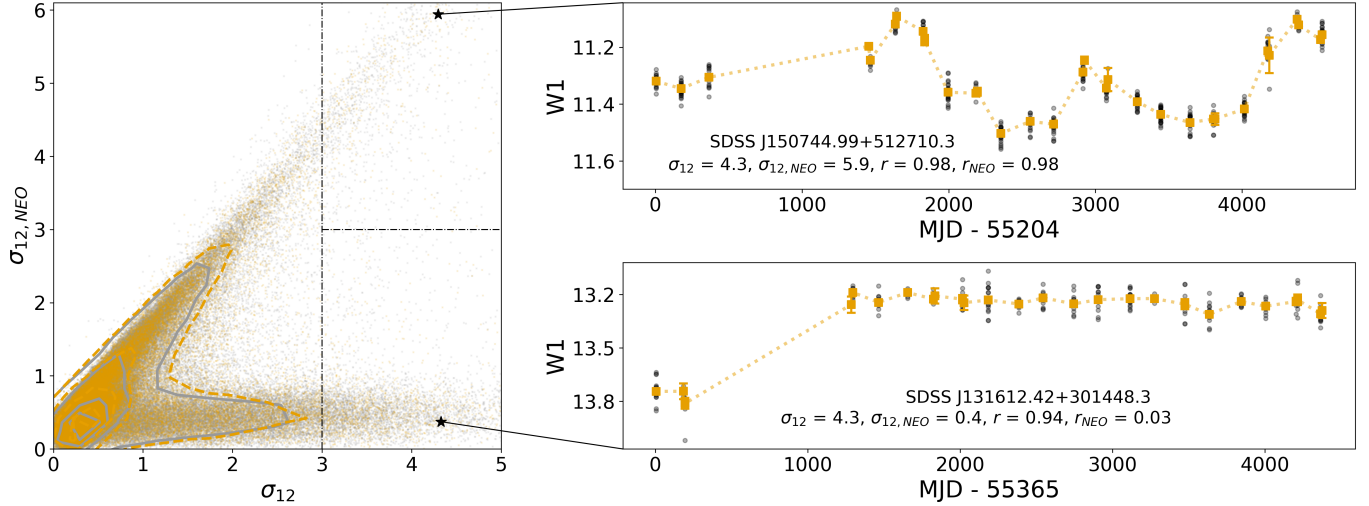 6
5
4
3
2
1
0
σ12,NEO
0
1
2
3
4
5
σ12
11.2
11.4
11.6
W1
SDSS J150744.99+512710.3
σ12 = 4.3, σ12,NEO = 5.9, r = 0.98, rNEO = 0.98
0
1000
2000
3000
4000
MJD - 55204
13.2
13.5
13.8
W1
SDSS J131612.42+301448.3
σ12 = 4.3, σ12,NEO = 0.4, r = 0.94, rNEO = 0.03
0
1000
2000
3000
4000
MJD - 55365